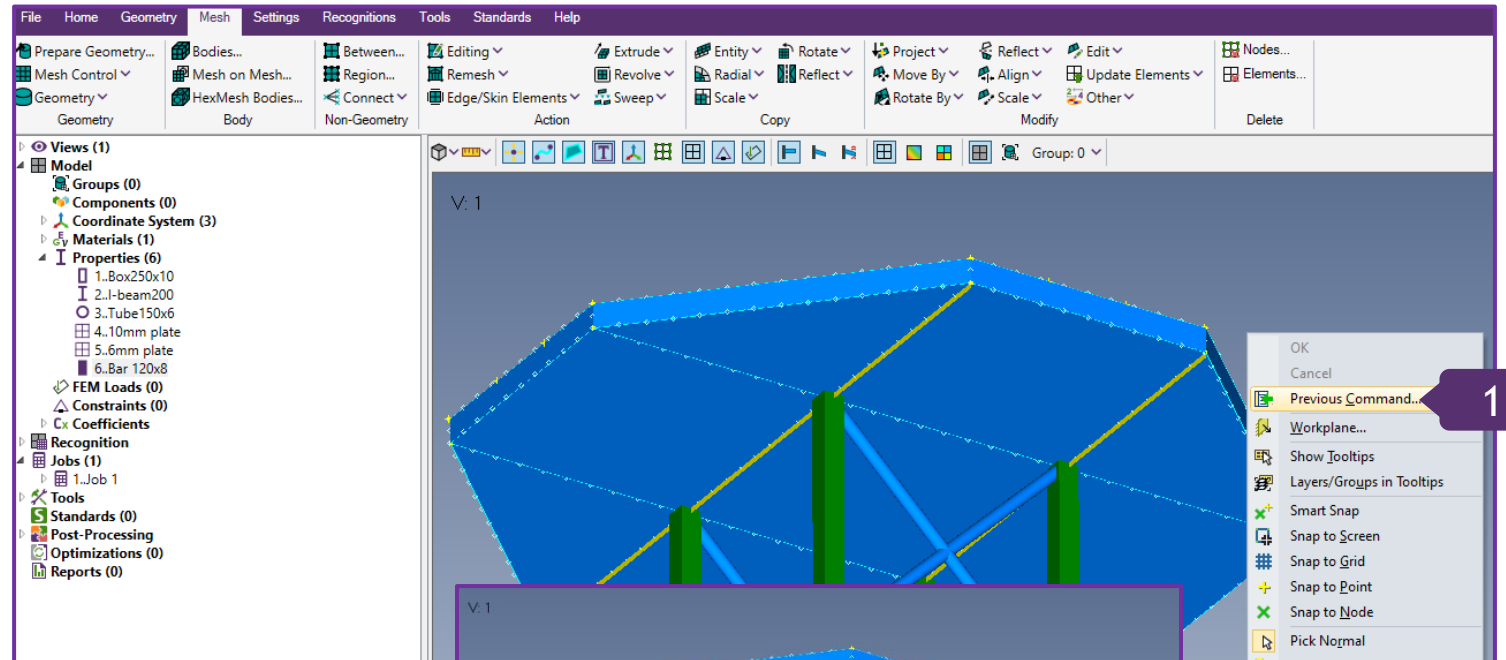 File Home Geometry Mesh Settings Recognitions Tools Standards Help
Prepare Geometry... Bodies... Between... Editing Extrude Entity Rotate Project Reflect Edit Nodes...
Mesh Control Mesh on Mesh... Region... Remesh Revolve Radial Reflect Move By Align Update Elements Elements...
Geometry HexMesh Bodies... Connect Edge/Skin Elements Sweep Scale Rotate By Scale Other
Geometry Body Non-Geometry Action Copy Modify Delete
Views (1)
Model
Groups (0)
Components (0)
Coordinate System (3)
Materials (1)
Properties (6)
1..Box250x10
2..I-beam200
3..Tube150x6
4..10mm plate
5..6mm plate
6..Bar 120x8
FEM Loads (0)
Constraints (0)
Cx Coefficients
Recognition
Jobs (1)
1..Job 1
Tools
Standards (0)
Post-Processing
Optimizations (0)
Reports (0)
Group: 0
V: 1
OK
Cancel
Previous Command...
1
Workplane...
Show Tooltips
Layers/Groups in Tooltips
Smart Snap
Snap to Screen
Snap to Grid
Snap to Point
Snap to Node
Pick Normal
V: 1